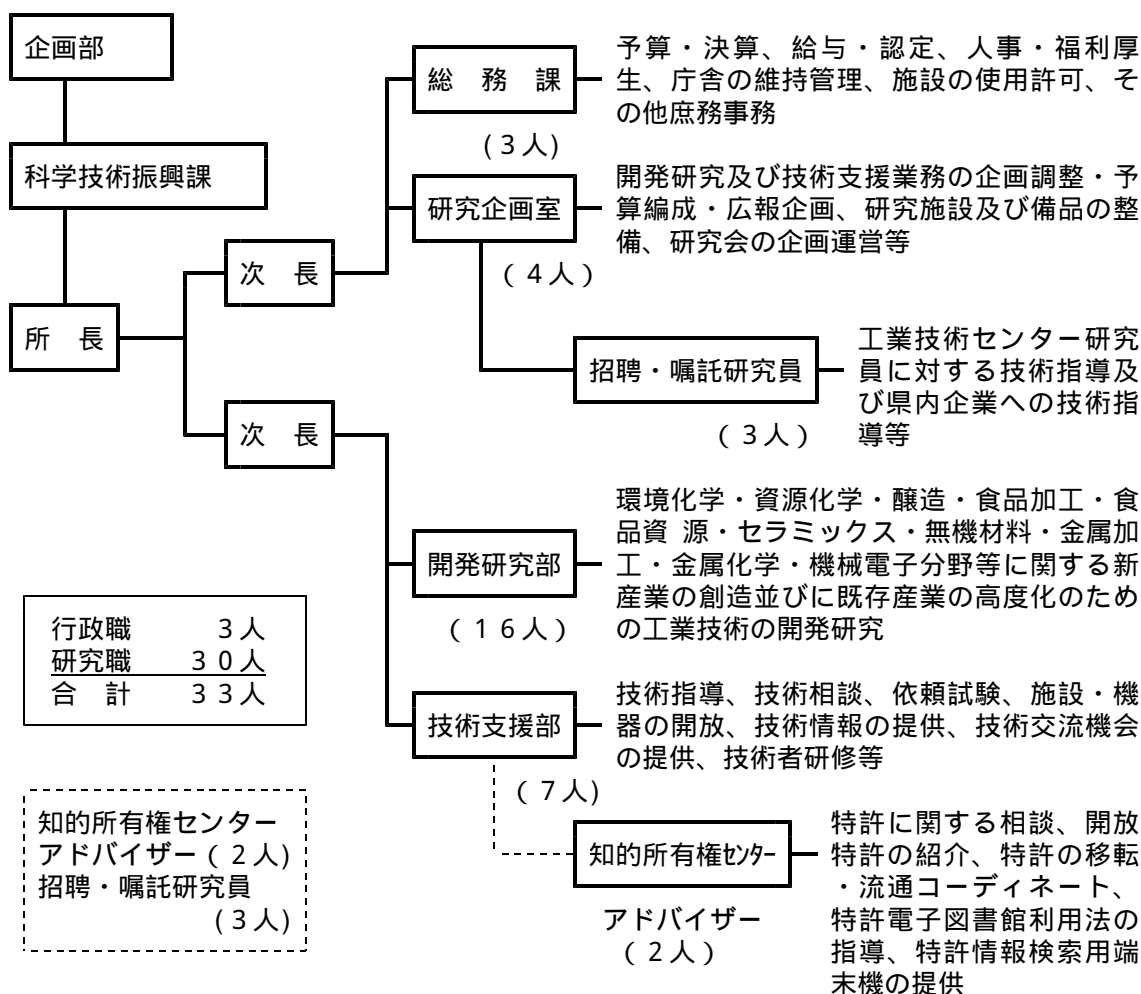 企画部
科学技術振興課
所　長
次　長
次　長
総　務　課
(３人)
予算・決算、給与・認定、人事・福利厚
生、庁舎の維持管理、施設の使用許可、そ
の他庶務事務
研究企画室
（４人）
開発研究及び技術支援業務の企画調整・予
算編成・広報企画、研究施設及び備品の整
備、研究会の企画運営等
招聘・嘱託研究員
（３人）
工業技術センター研究
員に対する技術指導及
び県内企業への技術指
導等
開発研究部
（１６人）
環境化学・資源化学・醸造・食品加工・食
品資 源・セラミックス・無機材料・金属加
工・金属化学・機械電子分野等に関する新
産業の創造並びに既存産業の高度化のため
の工業技術の開発研究
技術支援部
（７人)
技術指導、技術相談、依頼試験、施設・機
器の開放、技術情報の提供、技術交流機会
の提供、技術者研修等
知的所有権ｾﾝﾀｰ
アドバイザー
（２人）
特許に関する相談、開放
特許の紹介、特許の移転
・流通コーディネート、
特許電子図書館利用法の
指導、特許情報検索用端
末機の提供
行政職　　３人
研究職　３０人
合　計　３３人
知的所有権センター
アドバイザー（２人)
招聘・嘱託研究員
(３人)